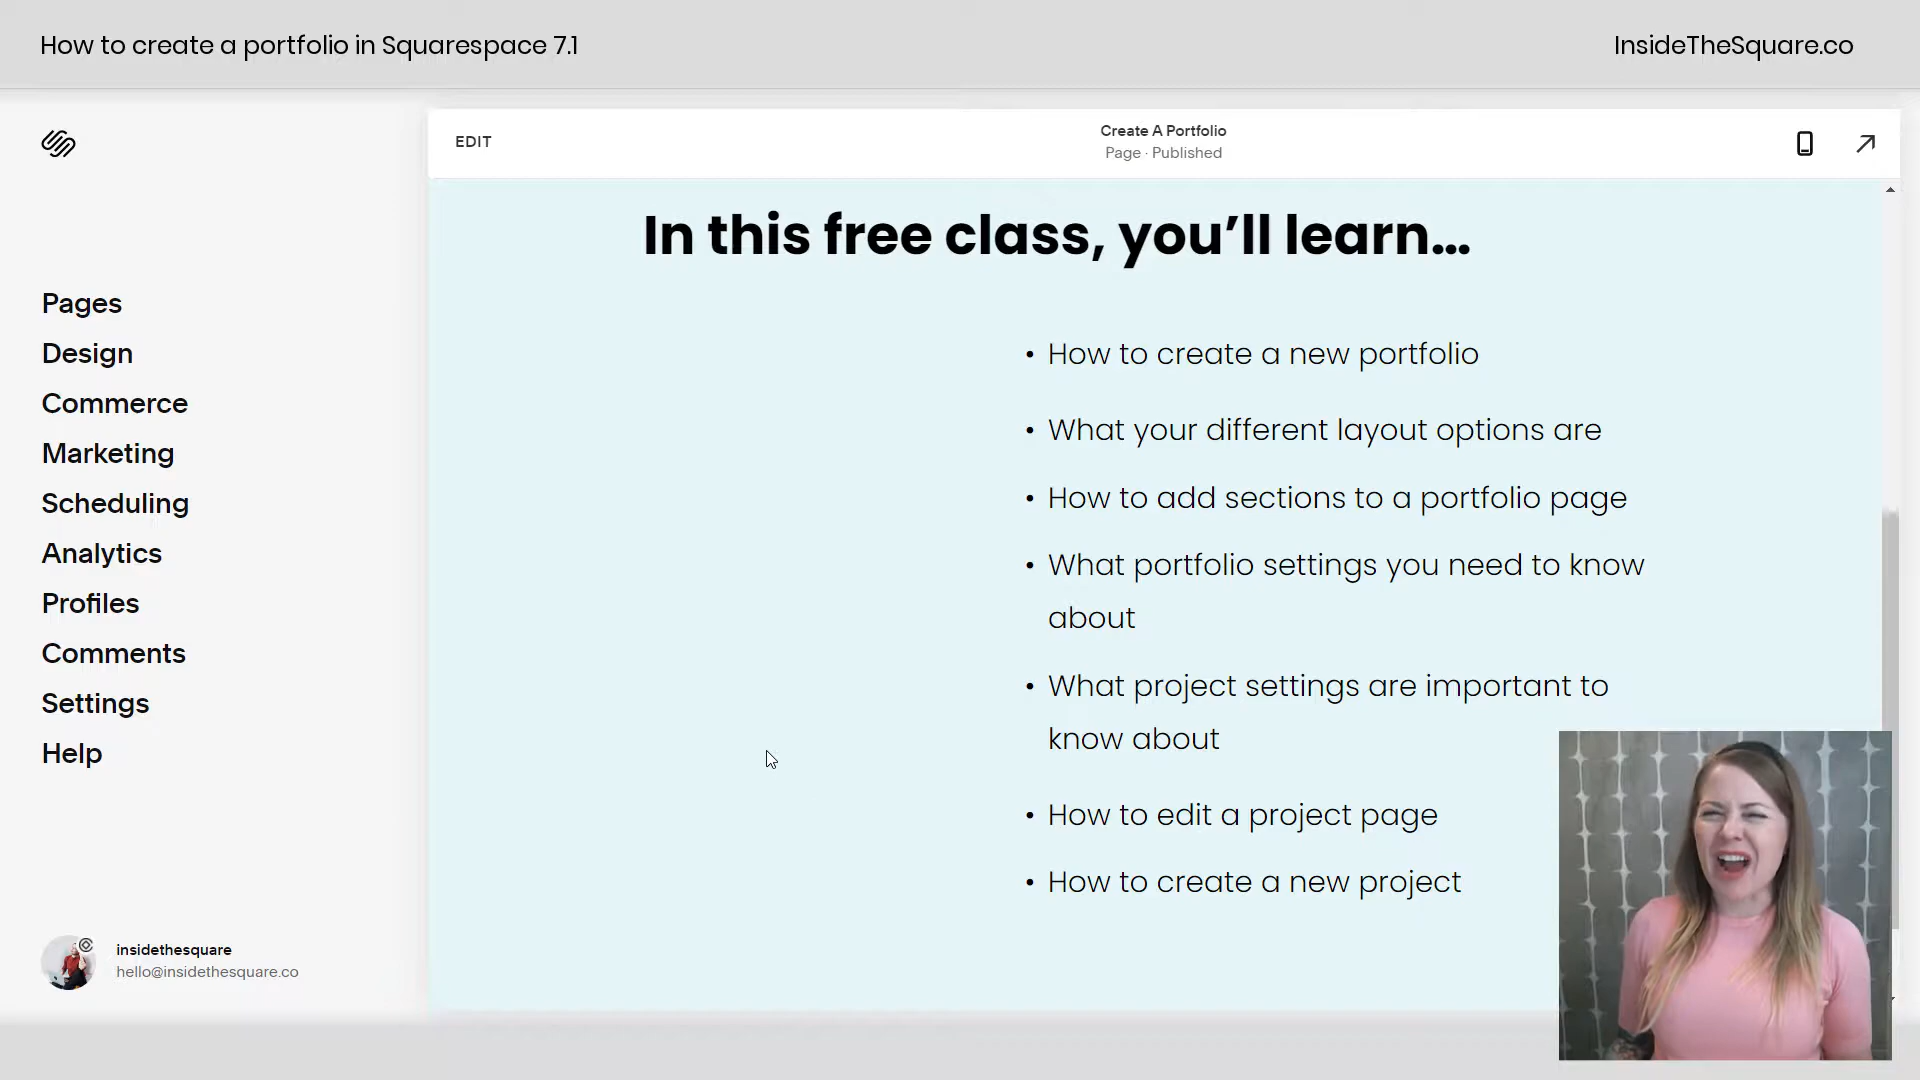 How to create a portfolio in Squarespace 7.1
InsideTheSquare.co
EDIT
Create A Portfolio
Page · Published
Pages
Design
Commerce
Marketing
Scheduling
Analytics
Profiles
Comments
Settings
Help
insidethesquare
hello@insidethesquare.co
In this free class, you’ll learn...
• How to create a new portfolio
• What your different layout options are
• How to add sections to a portfolio page
• What portfolio settings you need to know
about
• What project settings are important to
know about
• How to edit a project page
• How to create a new project